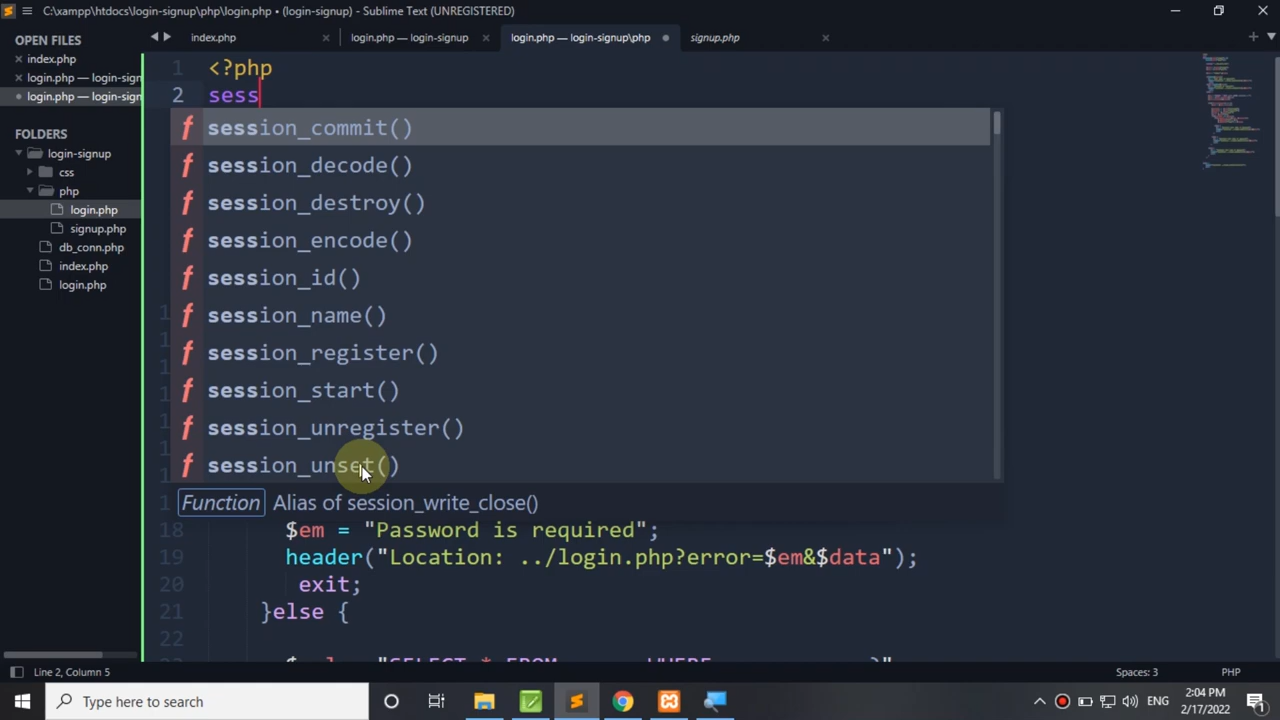 C:\xampp\htdocs\login-signup\php\login.php • (login-signup) - Sublime Text (UNREGISTERED)
OPEN FILES
index.php
login.php — login-sign
login.php — login-sign
FOLDERS
login-signup
css
php
login.php
signup.php
db_conn.php
index.php
login.php
index.php
login.php — login-signup
login.php — login-signup\php
signup.php
1 <?php
2 sess
f session_commit()
f session_decode()
f session_destroy()
f session_encode()
f session_id()
f session_name()
f session_register()
f session_start()
f session_unregister()
f session_unset()
Function Alias of session_write_close()
18 $em = "Password is required";
19 header("Location: ../login.php?error=$em&$data");
20 exit;
21 }else {
22
Line 2, Column 5
Spaces: 3
PHP
Type here to search
ENG
2:04 PM
2/17/2022
1